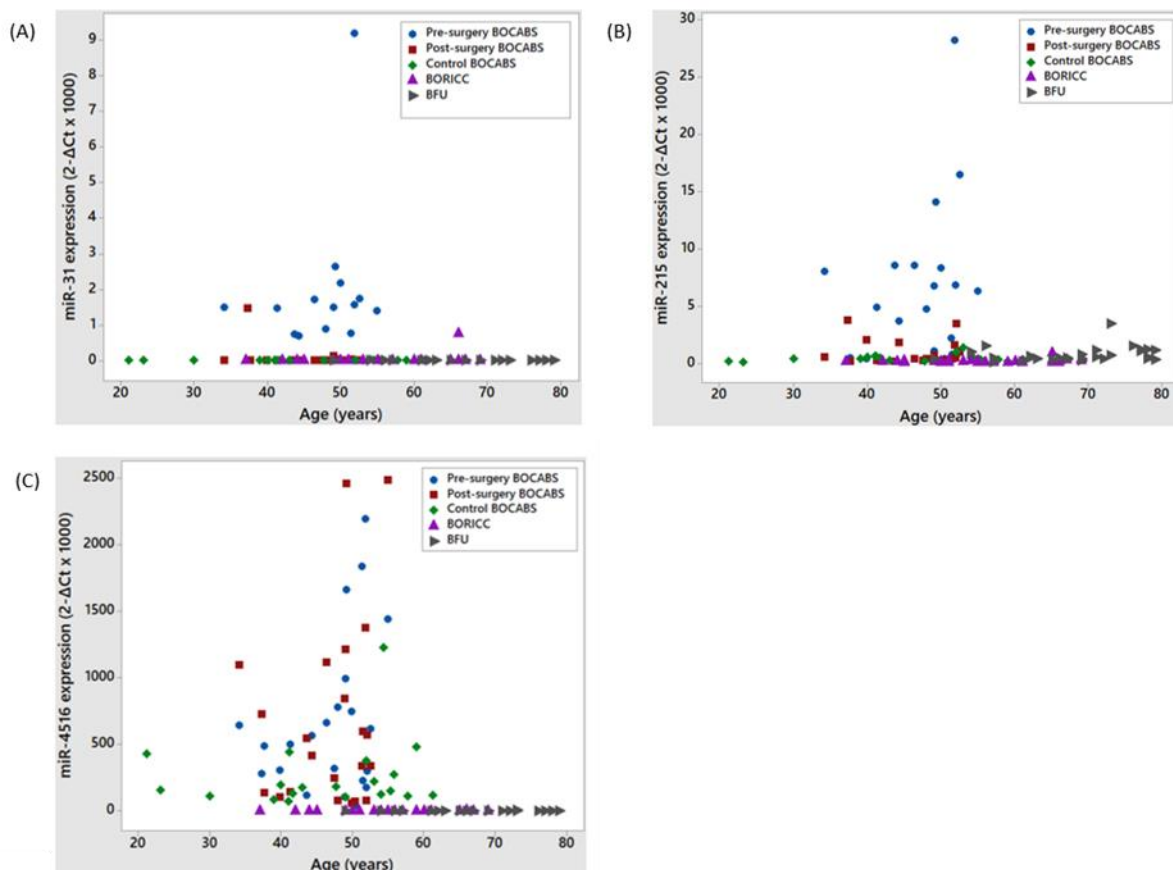 (A)
miR-31 expression (2-ΔCt x 1000)
9
8
7
6
5
4
3
2
1
0
20 30 40 50 60 70 80
Age (years)
Pre-surgery BOCABS
Post-surgery BOCABS
Control BOCABS
BORICC
BFU
(B)
miR-215 expression (2-ΔCt x 1000)
30
25
20
15
10
5
0
20 30 40 50 60 70 80
Age (years)
Pre-surgery BOCABS
Post-surgery BOCABS
Control BOCABS
BORICC
BFU
(C)
miR-4516 expression (2-ΔCt x 1000)
2500
2000
1500
1000
500
0
20 30 40 50 60 70 80
Age (years)
Pre-surgery BOCABS
Post-surgery BOCABS
Control BOCABS
BORICC
BFU